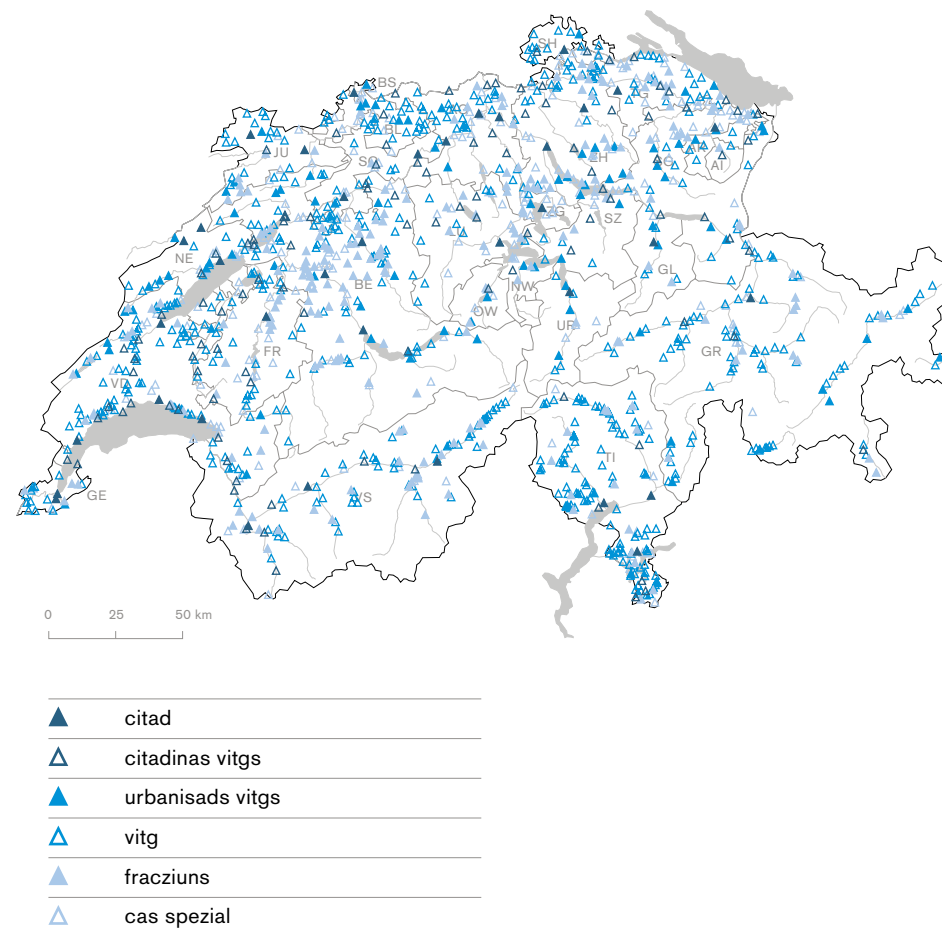 SH
BS
BL
JU
SO
ZH
AI
ZG
SZ
NE
GL
BE
NW
OW
UR
FR
GR
VD
TI
VS
GE
0 25 50 km
citad
citadinas vitgs
urbanisads vitgs
vitg
fracziuns
cas spezial